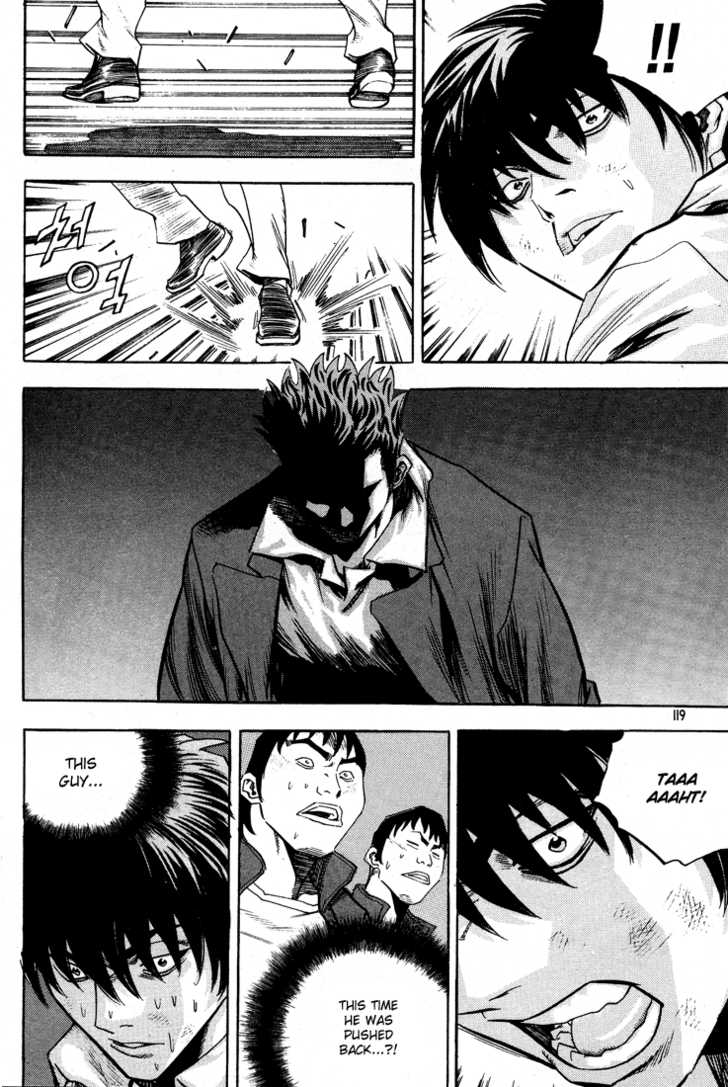 !!
119
THIS
GUY...
THIS TIME
HE WAS
PUSHED
BACK...?!
TAAA
AAAHT!